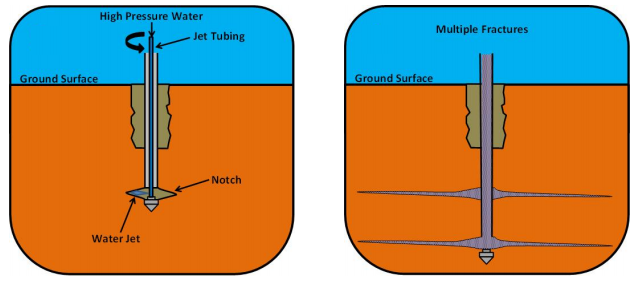 High Pressure Water
Jet Tubing
Ground Surface
Notch
Water Jet
Multiple Fractures
Ground Surface